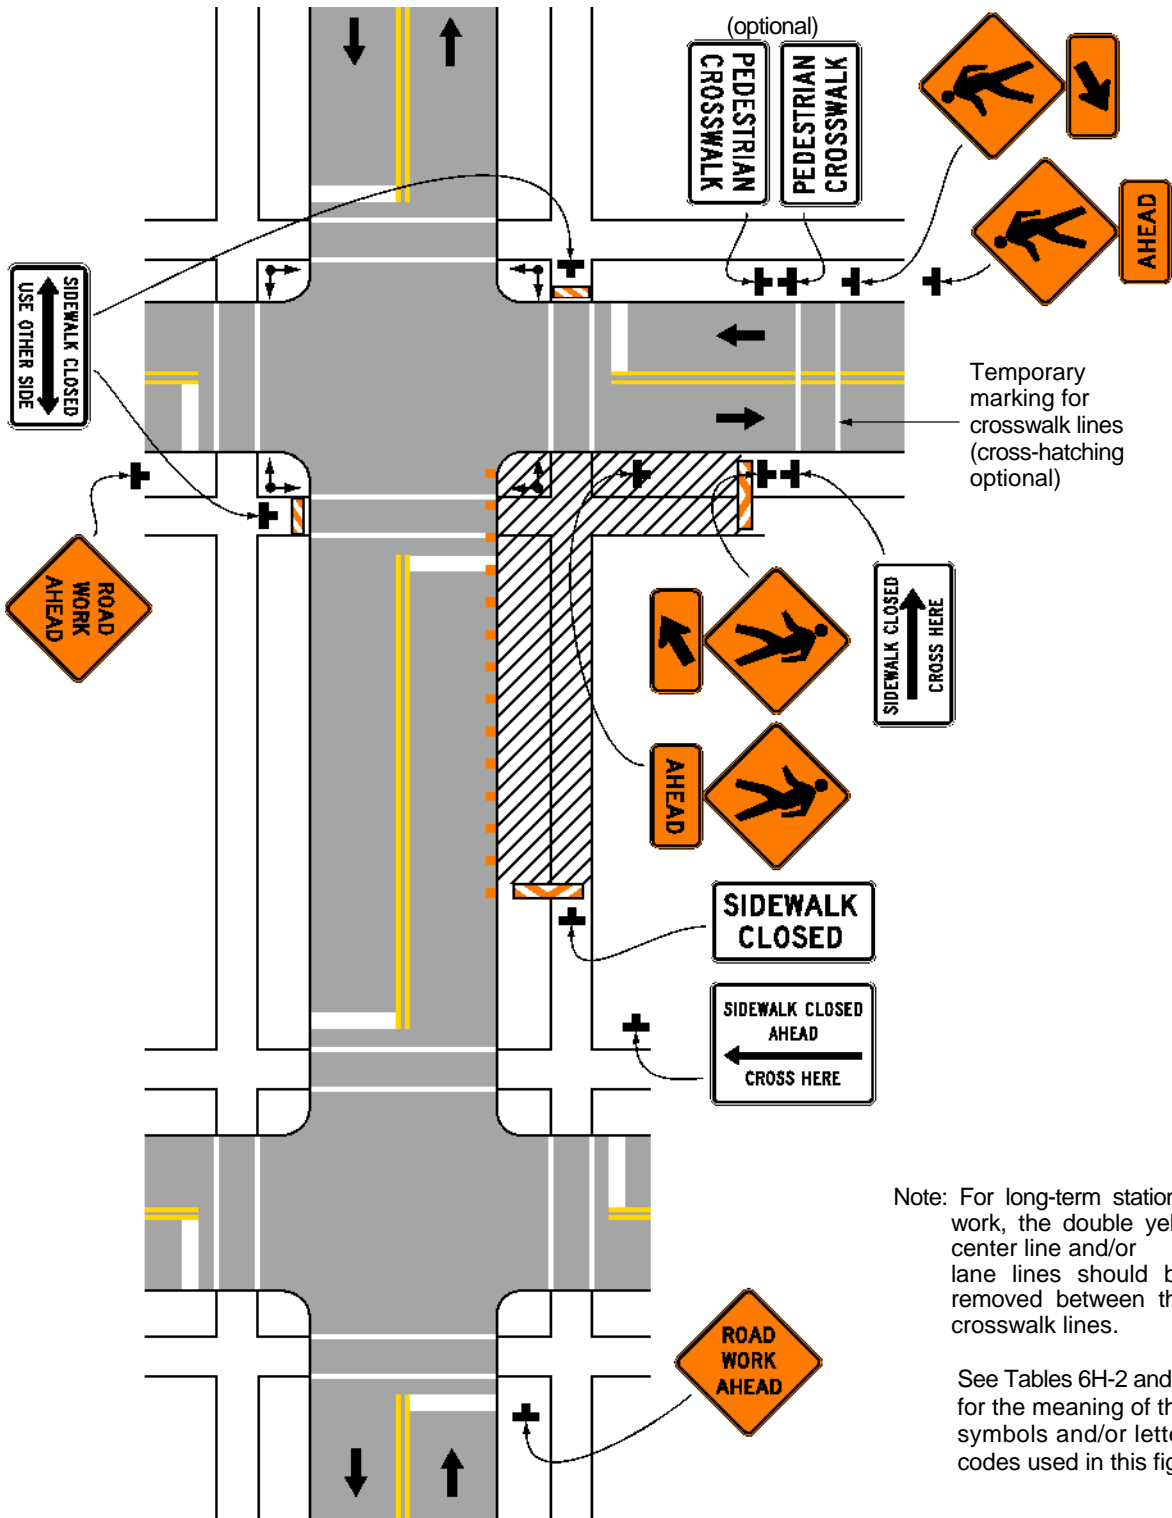 (optional)
PEDESTRIAN
CROSSWALK
PEDESTRIAN
CROSSWALK
AHEAD
SIDEWALK CLOSED
USE OTHER SIDE
Temporary
marking for
crosswalk lines
(cross-hatching
optional)
ROAD
WORK
AHEAD
SIDEWALK CLOSED
CROSS HERE
AHEAD
SIDEWALK
CLOSED
SIDEWALK CLOSED
AHEAD
CROSS HERE
Note: For long-term station
work, the double yel
center line and/or
lane lines should b
removed between th
crosswalk lines.
ROAD
WORK
AHEAD
See Tables 6H-2 and
for the meaning of th
symbols and/or lette
codes used in this fig